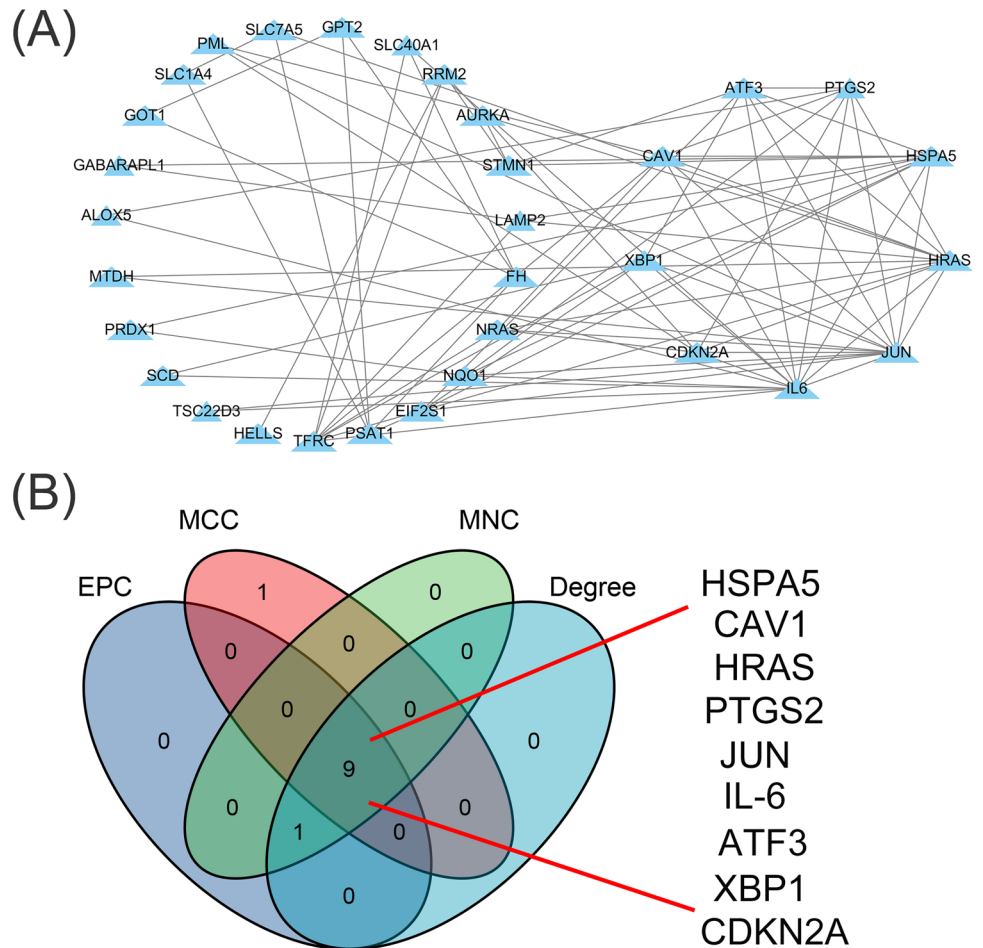 (A)
SLC7A5
GPT2
PML
SLC40A1
SLC1A4
RRM2
ATF3
PTGS2
GOT1
AURKA
GABARAPL1
STMN1
CAV1
HSPA5
ALOX5
LAMP2
MTDH
FH
XBP1
HRAS
PRDX1
NRAS
CDKN2A
JUN
SCD
NQO1
IL6
TSC22D3
EIF2S1
HELLS
TFRC
PSAT1
(B)
MCC
MNC
EPC
Degree
1
0
0
0
0
0
0
0
0
9
0
0
1
0
0
HSPA5
CAV1
HRAS
PTGS2
JUN
IL-6
ATF3
XBP1
CDKN2A